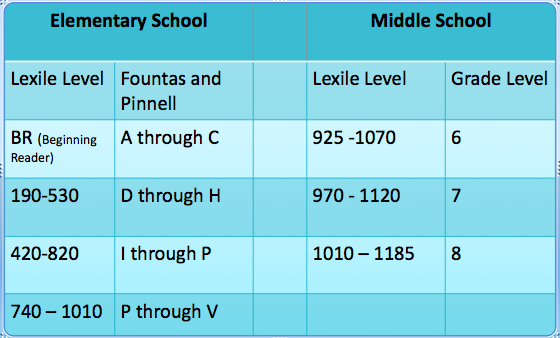 Elementary School Middle School
Lexile Level Fountas and Pinnell Lexile Level Grade Level
BR (Beginning Reader) A through C 925 -1070 6
190-530 D through H 970 - 1120 7
420-820 I through P 1010 – 1185 8
740 – 1010 P through V